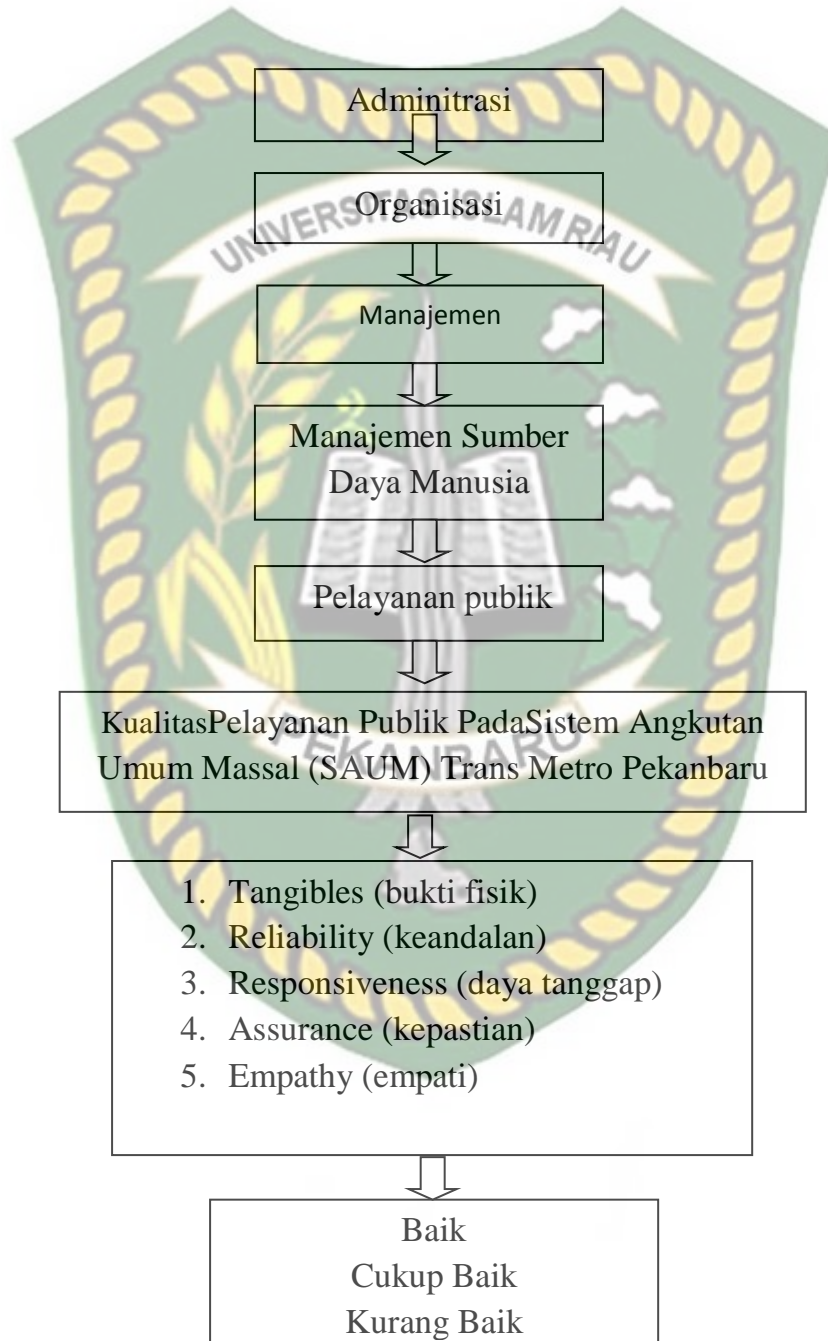 Adminitrasi
Organisasi
UNIVERSITAS ISLAM RIAU
Manajemen
Manajemen Sumber
Daya Manusia
Pelayanan publik
KualitasPelayanan Publik PadaSistem Angkutan
Umum Massal (SAUM) Trans Metro Pekanbaru
PEKANBARU
1. Tangibles (bukti fisik)
2. Reliability (keandalan)
3. Responsiveness (daya tanggap)
4. Assurance (kepastian)
5. Empathy (empati)
Baik
Cukup Baik
Kurang Baik